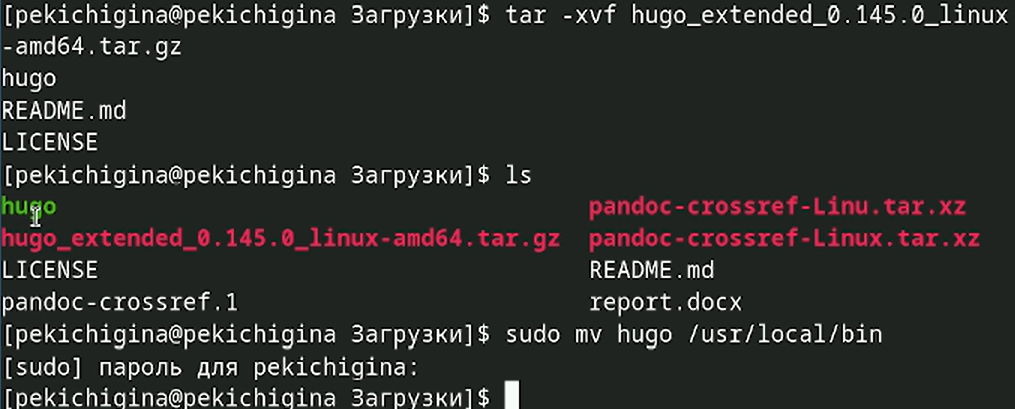 [pekichigina@pekichigina Загрузки]$ tar -xvf hugo_extended_0.145.0_linux
-amd64.tar.gz
hugo
README.md
LICENSE
[pekichigina@pekichigina Загрузки]$ ls
hugo pandoc-crossref-Linu.tar.xz
hugo_extended_0.145.0_linux-amd64.tar.gz pandoc-crossref-Linux.tar.xz
LICENSE README.md
pandoc-crossref.1 report.docx
[pekichigina@pekichigina Загрузки]$ sudo mv hugo /usr/local/bin
[sudo] пароль для pekichigina:
[pekichigina@pekichigina Загрузки]$